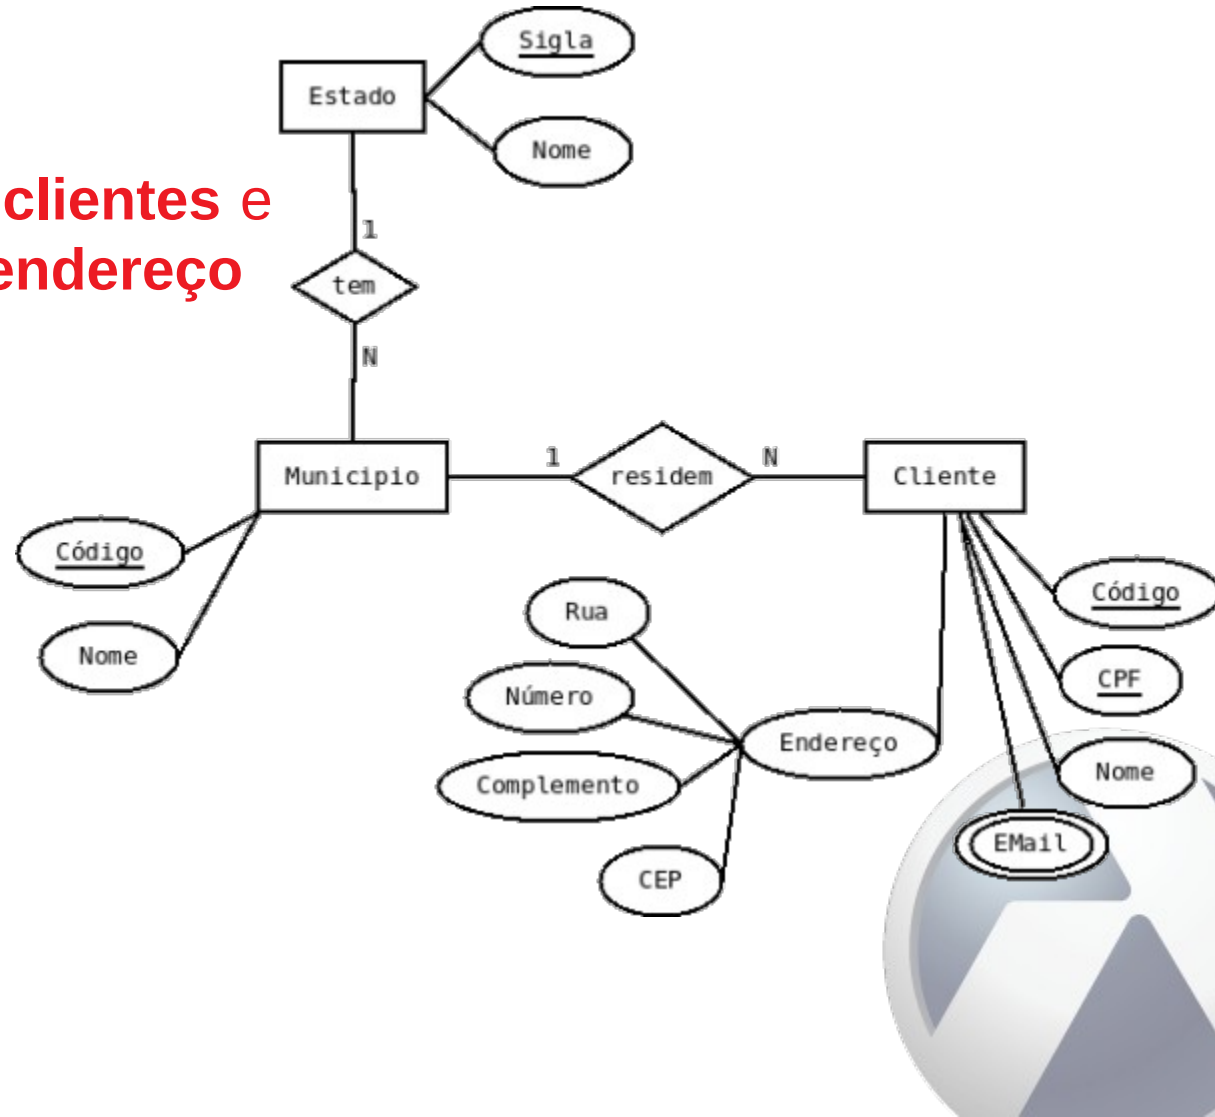 Sigla
Estado
Nome
clientes e
endereço
1
tem
N
Municipio
1
residem
N
Cliente
Código
Nome
Rua
Número
Complemento
CEP
Endereço
Código
CPF
Nome
EMail